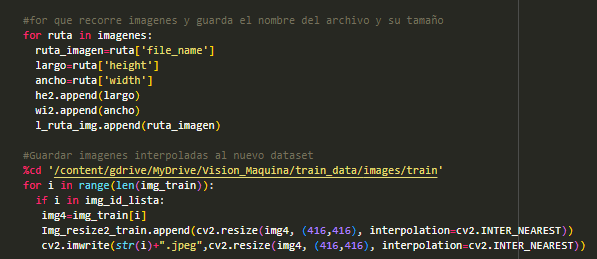 #for que recorre imagenes y guarda el nombre del archivo y su tamaño
for ruta in imagenes:
  ruta_imagen=ruta['file_name']
  largo=ruta['height']
  ancho=ruta['width']
  he2.append(largo)
  wi2.append(ancho)
  l_ruta_img.append(ruta_imagen)
#Guardar imagenes interpoladas al nuevo dataset
%cd '/content/gdrive/MyDrive/Vision_Maquina/train_data/images/train'
for i in range(len(img_train)):
  if i in img_id_lista:
   img4=img_train[i]
   Img_resize2_train.append(cv2.resize(img4, (416,416), interpolation=cv2.INTER_NEAREST))
   cv2.imwrite(str(i)+".jpeg",cv2.resize(img4, (416,416), interpolation=cv2.INTER_NEAREST))